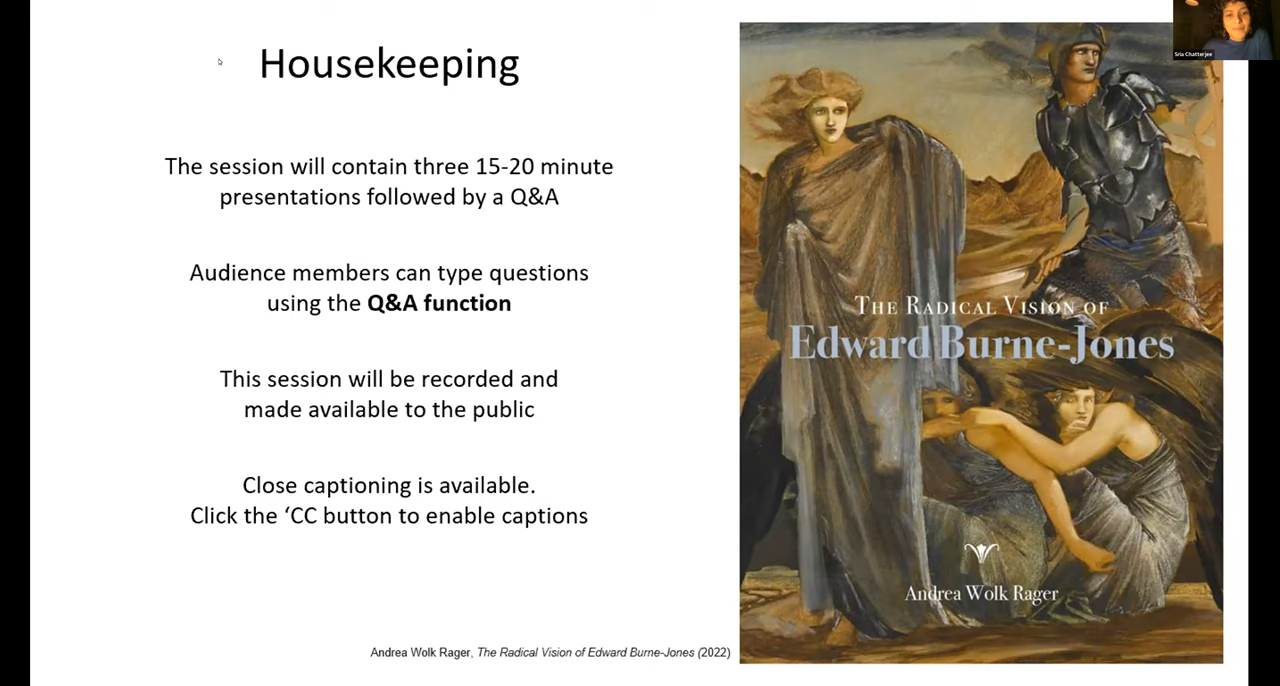 Housekeeping
The session will contain three 15-20 minute
presentations followed by a Q&A
Audience members can type questions
using the Q&A function
This session will be recorded and
made available to the public
Close captioning is available.
Click the ‘CC button to enable captions
Andrea Wolk Rager, The Radical Vision of Edward Burne-Jones (2022)
The Radical Vision of
Edward Burne-Jones
Andrea Wolk Rager
Sria Chatterjee